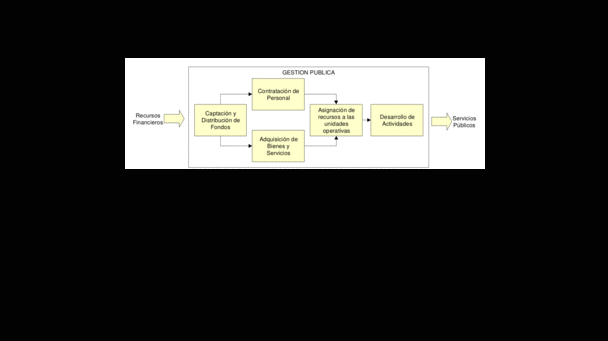 GESTION PUBLICA
Recursos
Financieros
Captación y
Distribución de
Fondos
Contratación de
Personal
Adquisición de
Bienes y
Servicios
Asignación de
recursos a las
unidades
operativas
Desarrollo de
Actividades
Servicios
Públicos